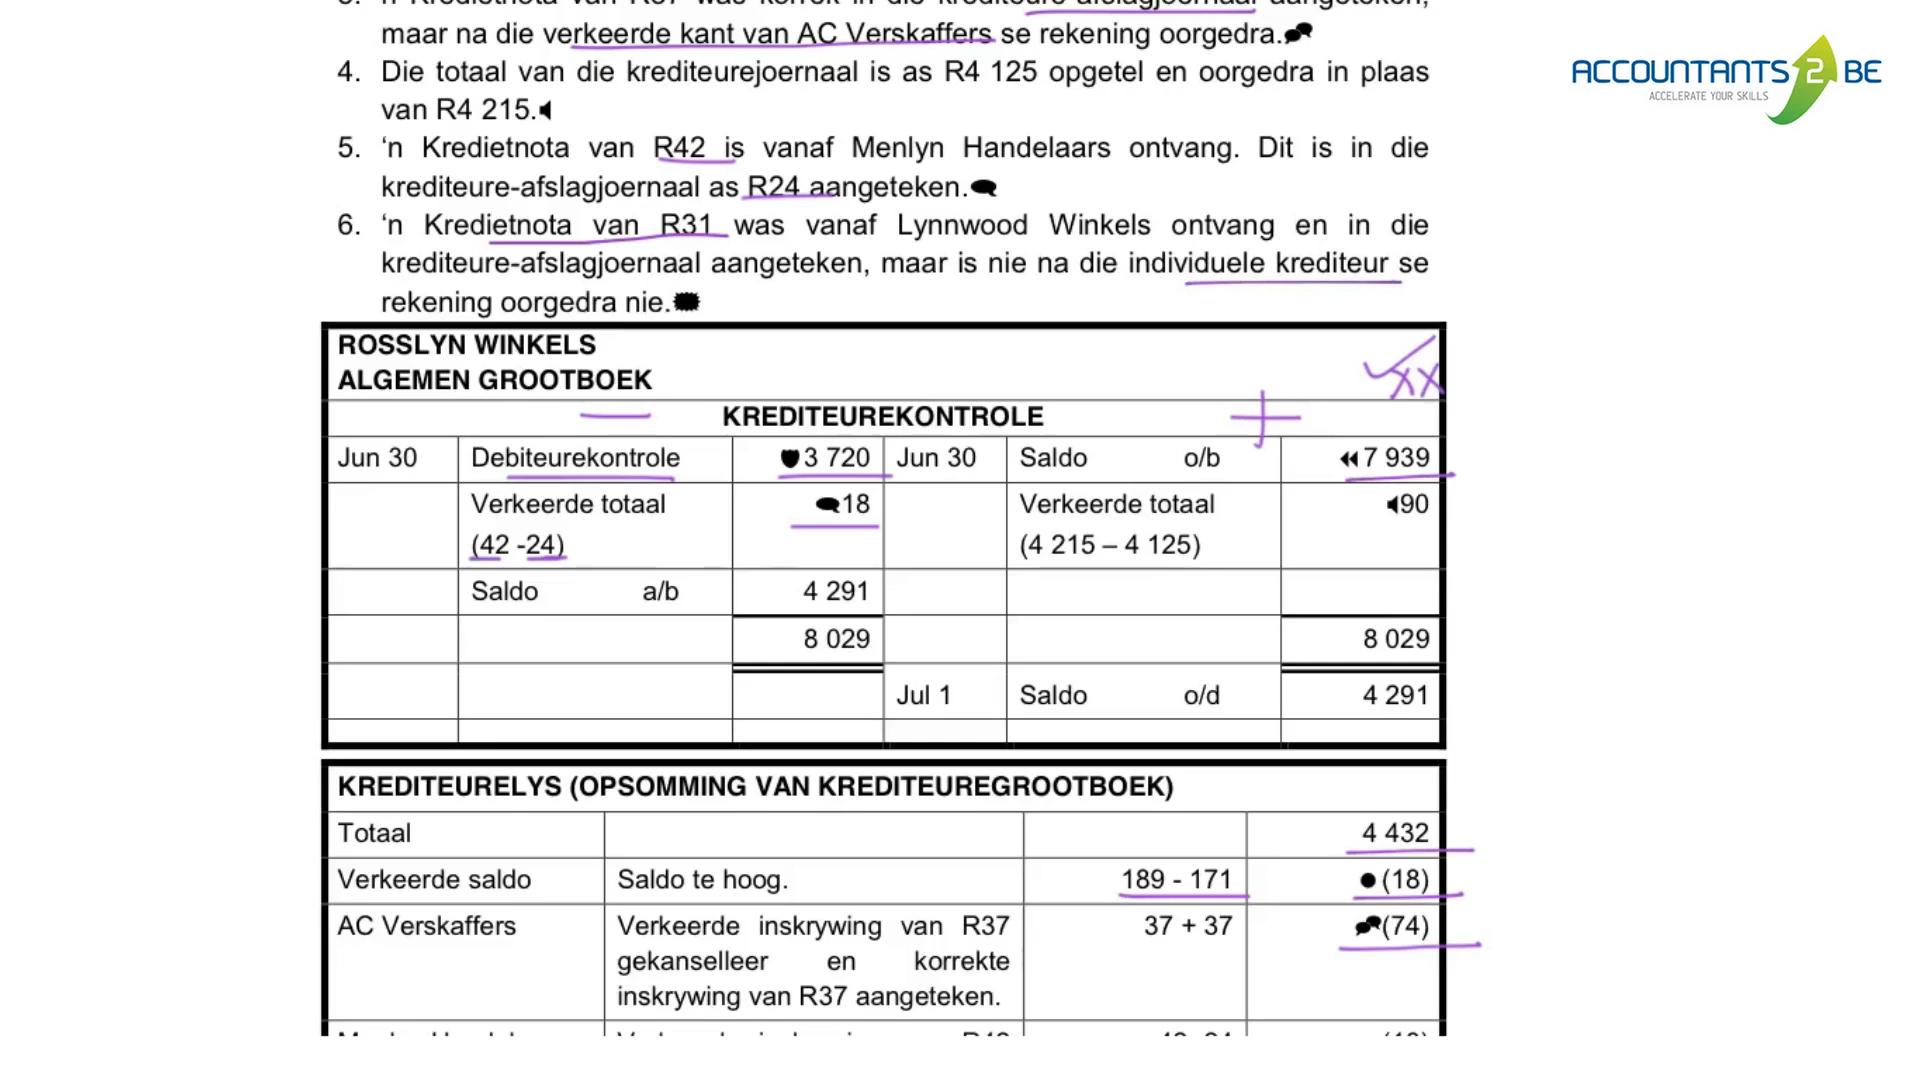 maar na die verkeerde kant van AC Verskaffers se rekening oorgedra.
4. Die totaal van die krediteurejoernaal is as R4 125 opgetel en oorgedra in plaas
van R4 215.
5. ‘n Kredietnota van R42 is vanaf Menlyn Handelaars ontvang. Dit is in die
krediteure-afslagjoernaal as R24 aangeteken.
6. ‘n Kredietnota van R31 was vanaf Lynnwood Winkels ontvang en in die
krediteure-afslagjoernaal aangeteken, maar is nie na die individuele krediteur se
rekening oorgedra nie.
ACCOUNTANTS 2 BE
ACCELERATE YOUR SKILLS
ROSSLYN WINKELS
ALGEMEN GROOTBOEK
KREDITEUREKONTROLE
Jun 30 Debiteurekontrole 3 720 Jun 30 Saldo o/b 7 939
Verkeerde totaal 18 Verkeerde totaal 90
(42 -24) (4 215 – 4 125)
Saldo a/b 4 291
8 029 8 029
Jul 1 Saldo o/d 4 291
KREDITEURELYS (OPSOMMING VAN KREDITEUREGROOTBOEK)
Totaal 4 432
Verkeerde saldo Saldo te hoog. 189 - 171 (18)
AC Verskaffers Verkeerde inskrywing van R37 37 + 37 (74)
gekanselleer en korrekte
inskrywing van R37 aangeteken.